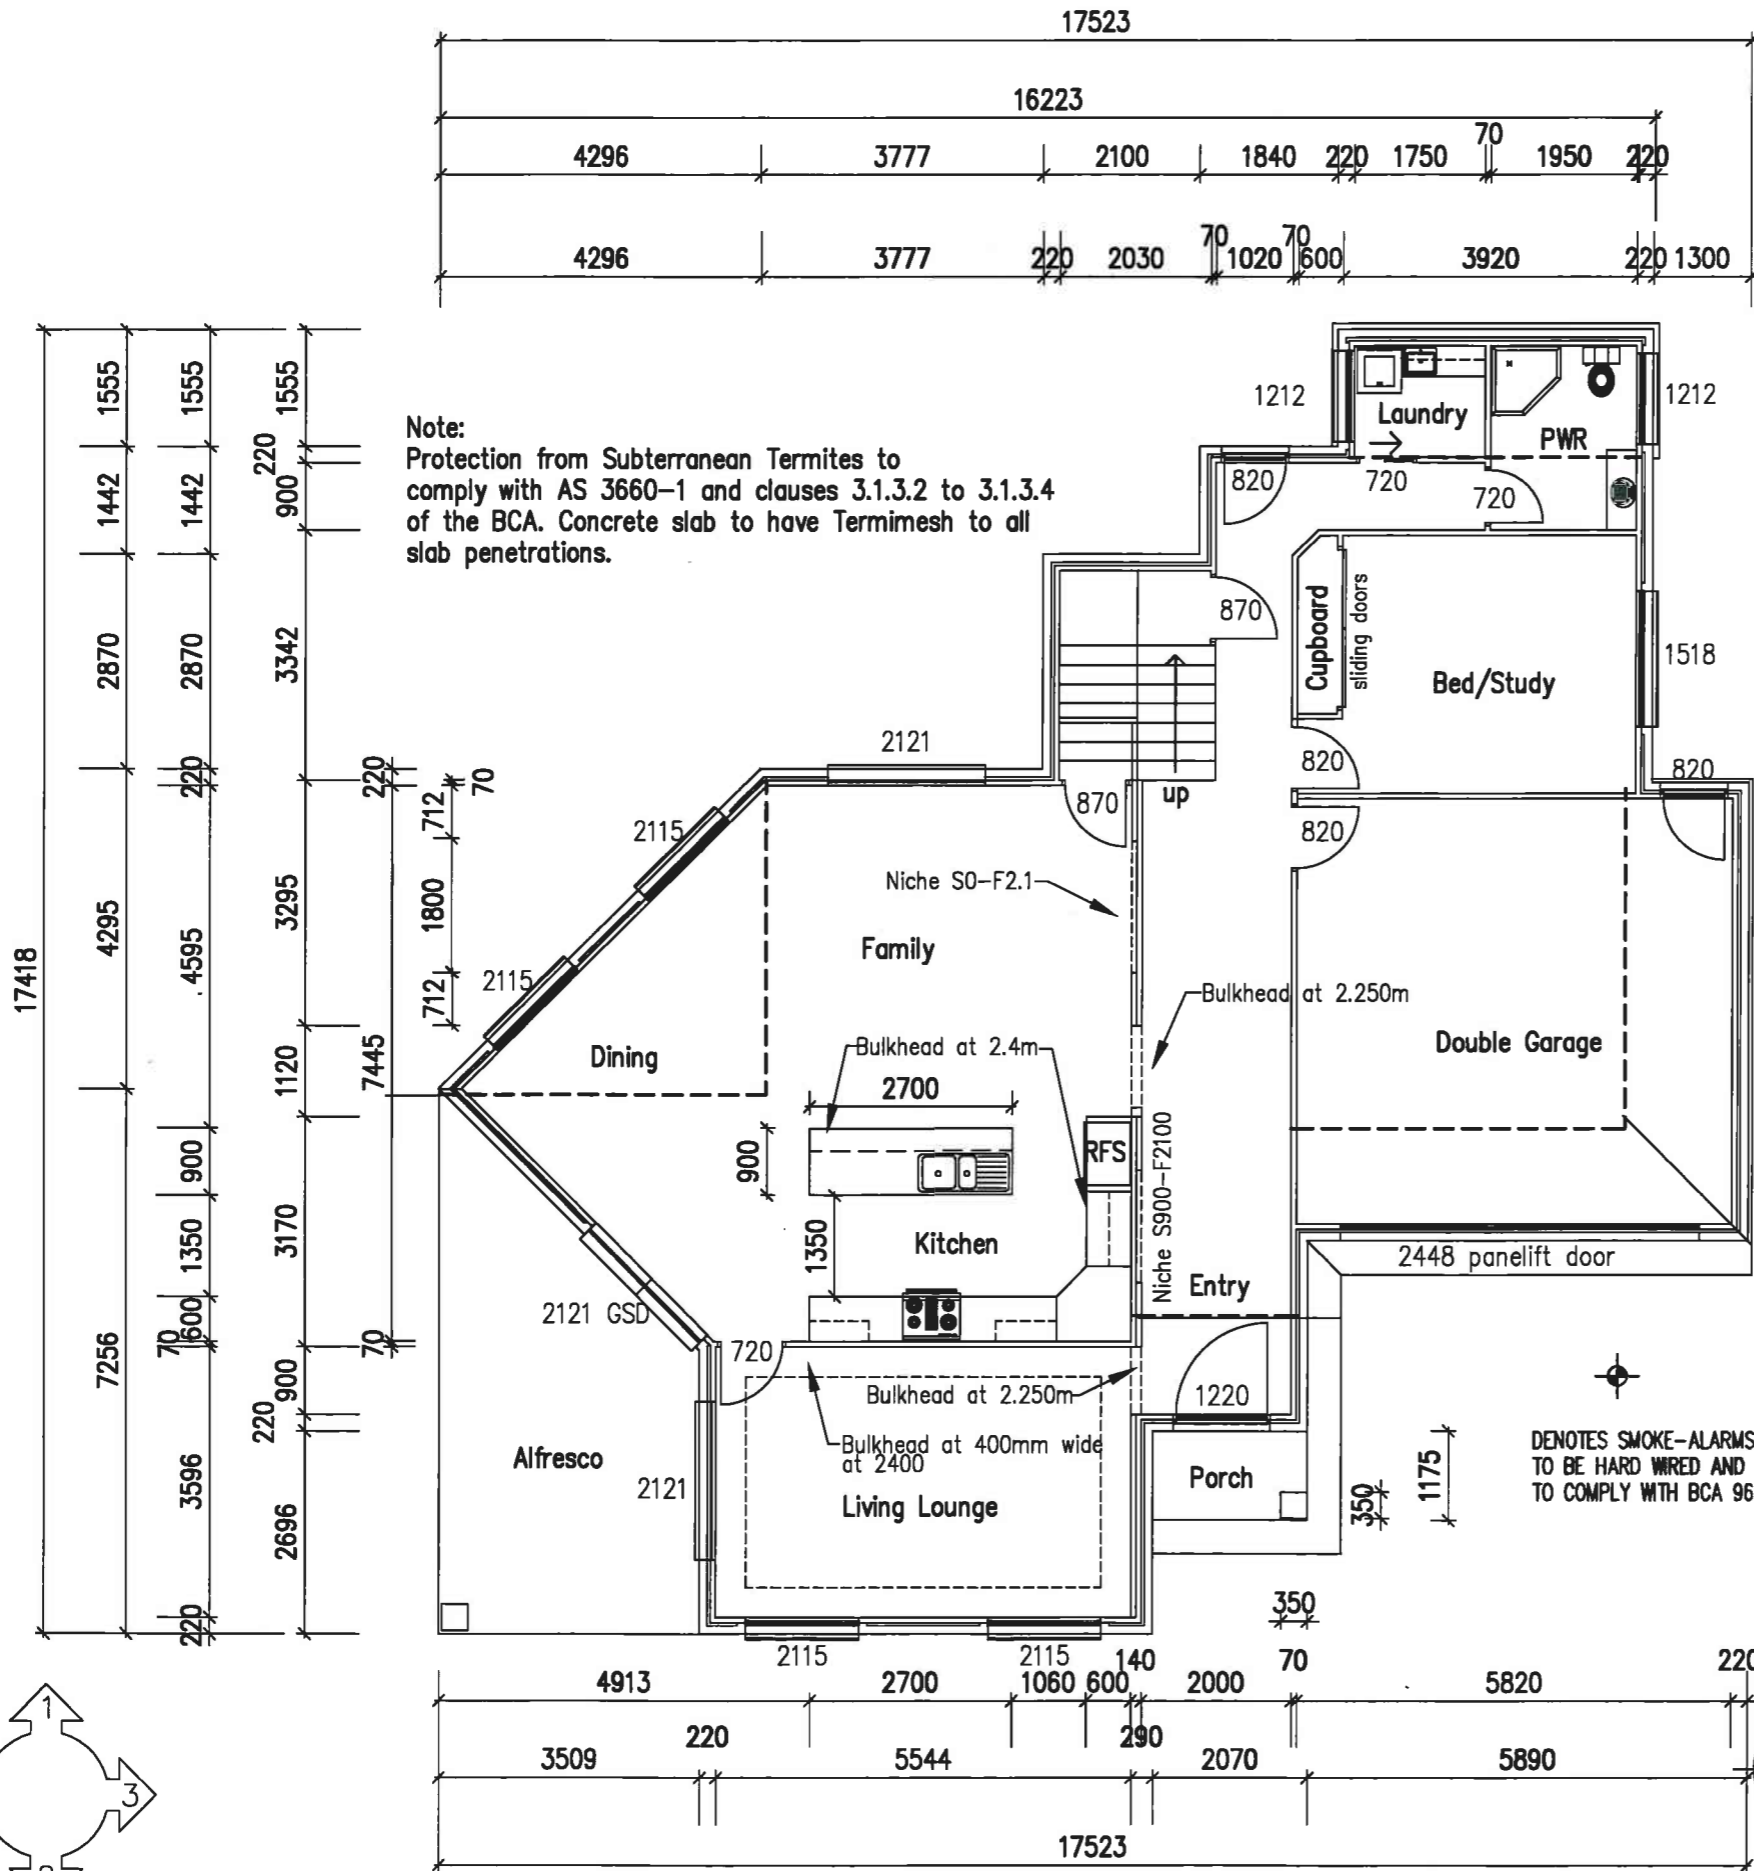 17523
16223
70
4296 3777 2100 1840 220 1750 1950 220
70 70
4296 3777 220 2030 1020 600 3920 220 1300
1555 1555 1555
220
1442 1442 900
2870 2870 3342
220 220
712 70
4295 4595 3295 1800
17418
712
1120 7445
900
1350 3170
600
70 70
7256 900
220
3596
2696
220
Note:
Protection from Subterranean Termites to
comply with AS 3660-1 and clauses 3.1.3.2 to 3.1.3.4
of the BCA. Concrete slab to have Termimesh to all
slab penetrations.
1212 Laundry 1212
PWR
820 720 720
870
Cupboard
sliding doors
1518
Bed/Study
2121
820 820
up
870
820
2115
Niche S0-F2.1
Family
2115
Bulkhead at 2.250m
Double Garage
Dining
Bulkhead at 2.4m
2700
900
RFS
Niche S900-F2100
1350
Kitchen
2448 panelift door
Entry
2121 GSD
720
Bulkhead at 2.250m
1220
Bulkhead at 400mm wide
at 2400
Alfresco
2121
Living Lounge
Porch
350
1175
DENOTES SMOKE-ALARMS
TO BE HARD WIRED AND
TO COMPLY WITH BCA 96
350
2115 2115
140 70 220
4913 2700 1060 600 2000 5820
220 290
3509 5544 2070 5890
17523
1
3